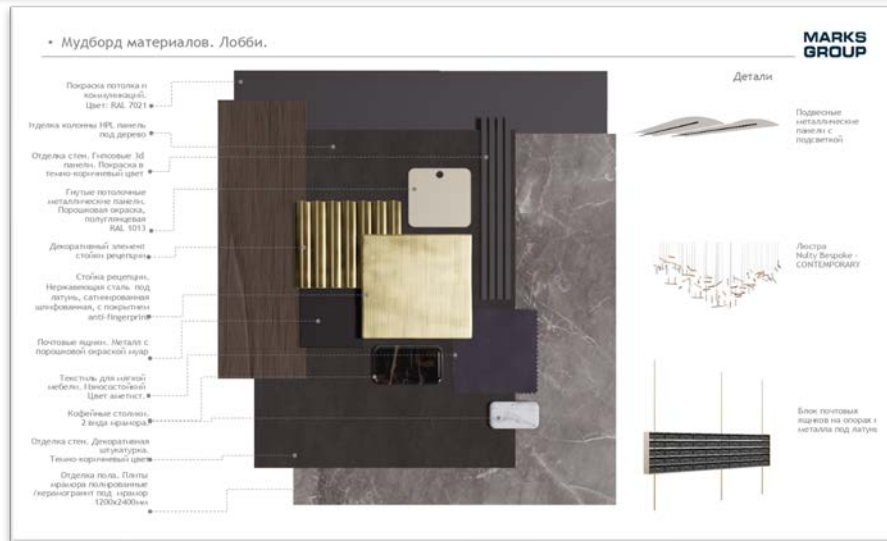 • Мудборд материалов. Лобби.
MARKS
GROUP
Детали
Покраска потолка и
коммуникаций.
Цвет: RAL 7021
Отделка колонны HPL панель
под дерево
Отделка стен. Гипсовые 3d
панели. Покраска в
темно-коричневый цвет
Гнутые потолочные
металлические панели.
Порошковая окраска,
полуглянцевая
RAL 1013
Декоративный элемент
стойки рецепции
Стойка рецепции.
Нержавеющая сталь под
латунь, сатинированная
шлифованная, с покрытием
anti-fingerprint
Почтовые ящики. Металл с
порошковой окраской муар
Текстиль для мягкой
мебели. Износостойкий
Цвет аметист.
Кофейные столики.
2 вида мрамора.
Отделка стен. Декоративная
штукатурка.
Темно-коричневый цвет
Отделка пола. Плиты
мрамора полированные
/керамогранит под мрамор
1200x2400мм
Подвесные
металлические
панели с
подсветкой
Люстра
Nulty Bespoke -
CONTEMPORARY
Блок почтовых
ящиков на опорах и
металла под латунь